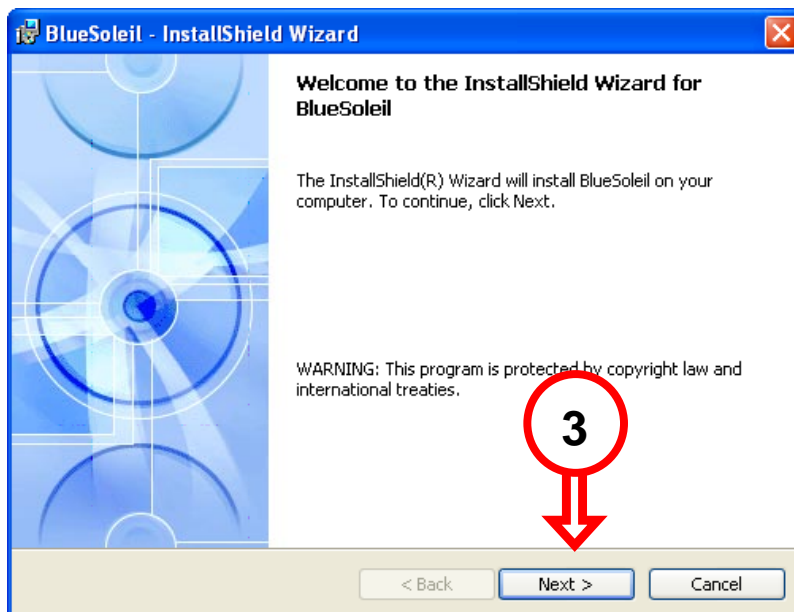 BlueSoleil - InstallShield Wizard
Welcome to the InstallShield Wizard for
BlueSoleil
The InstallShield(R) Wizard will install BlueSoleil on your
computer. To continue, click Next.
WARNING: This program is protected by copyright law and
international treaties.
3
< Back
Next >
Cancel